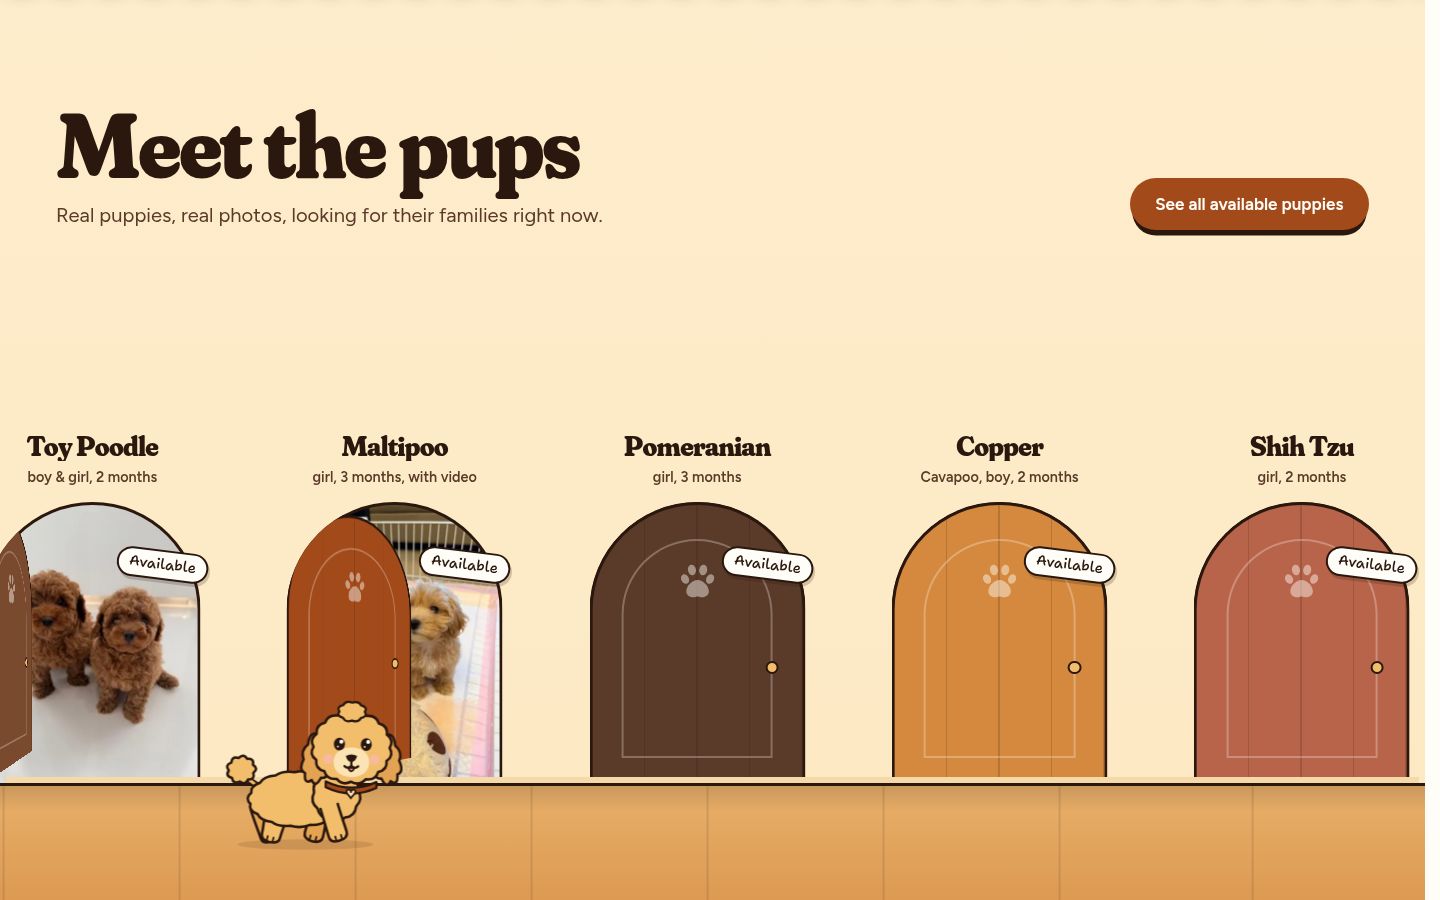 Meet the pups
Real puppies, real photos, looking for their families right now.
See all available puppies
Toy Poodle
boy & girl, 2 months
Available
Maltipoo
girl, 3 months, with video
Available
Pomeranian
girl, 3 months
Available
Copper
Cavapoo, boy, 2 months
Available
Shih Tzu
girl, 2 months
Available